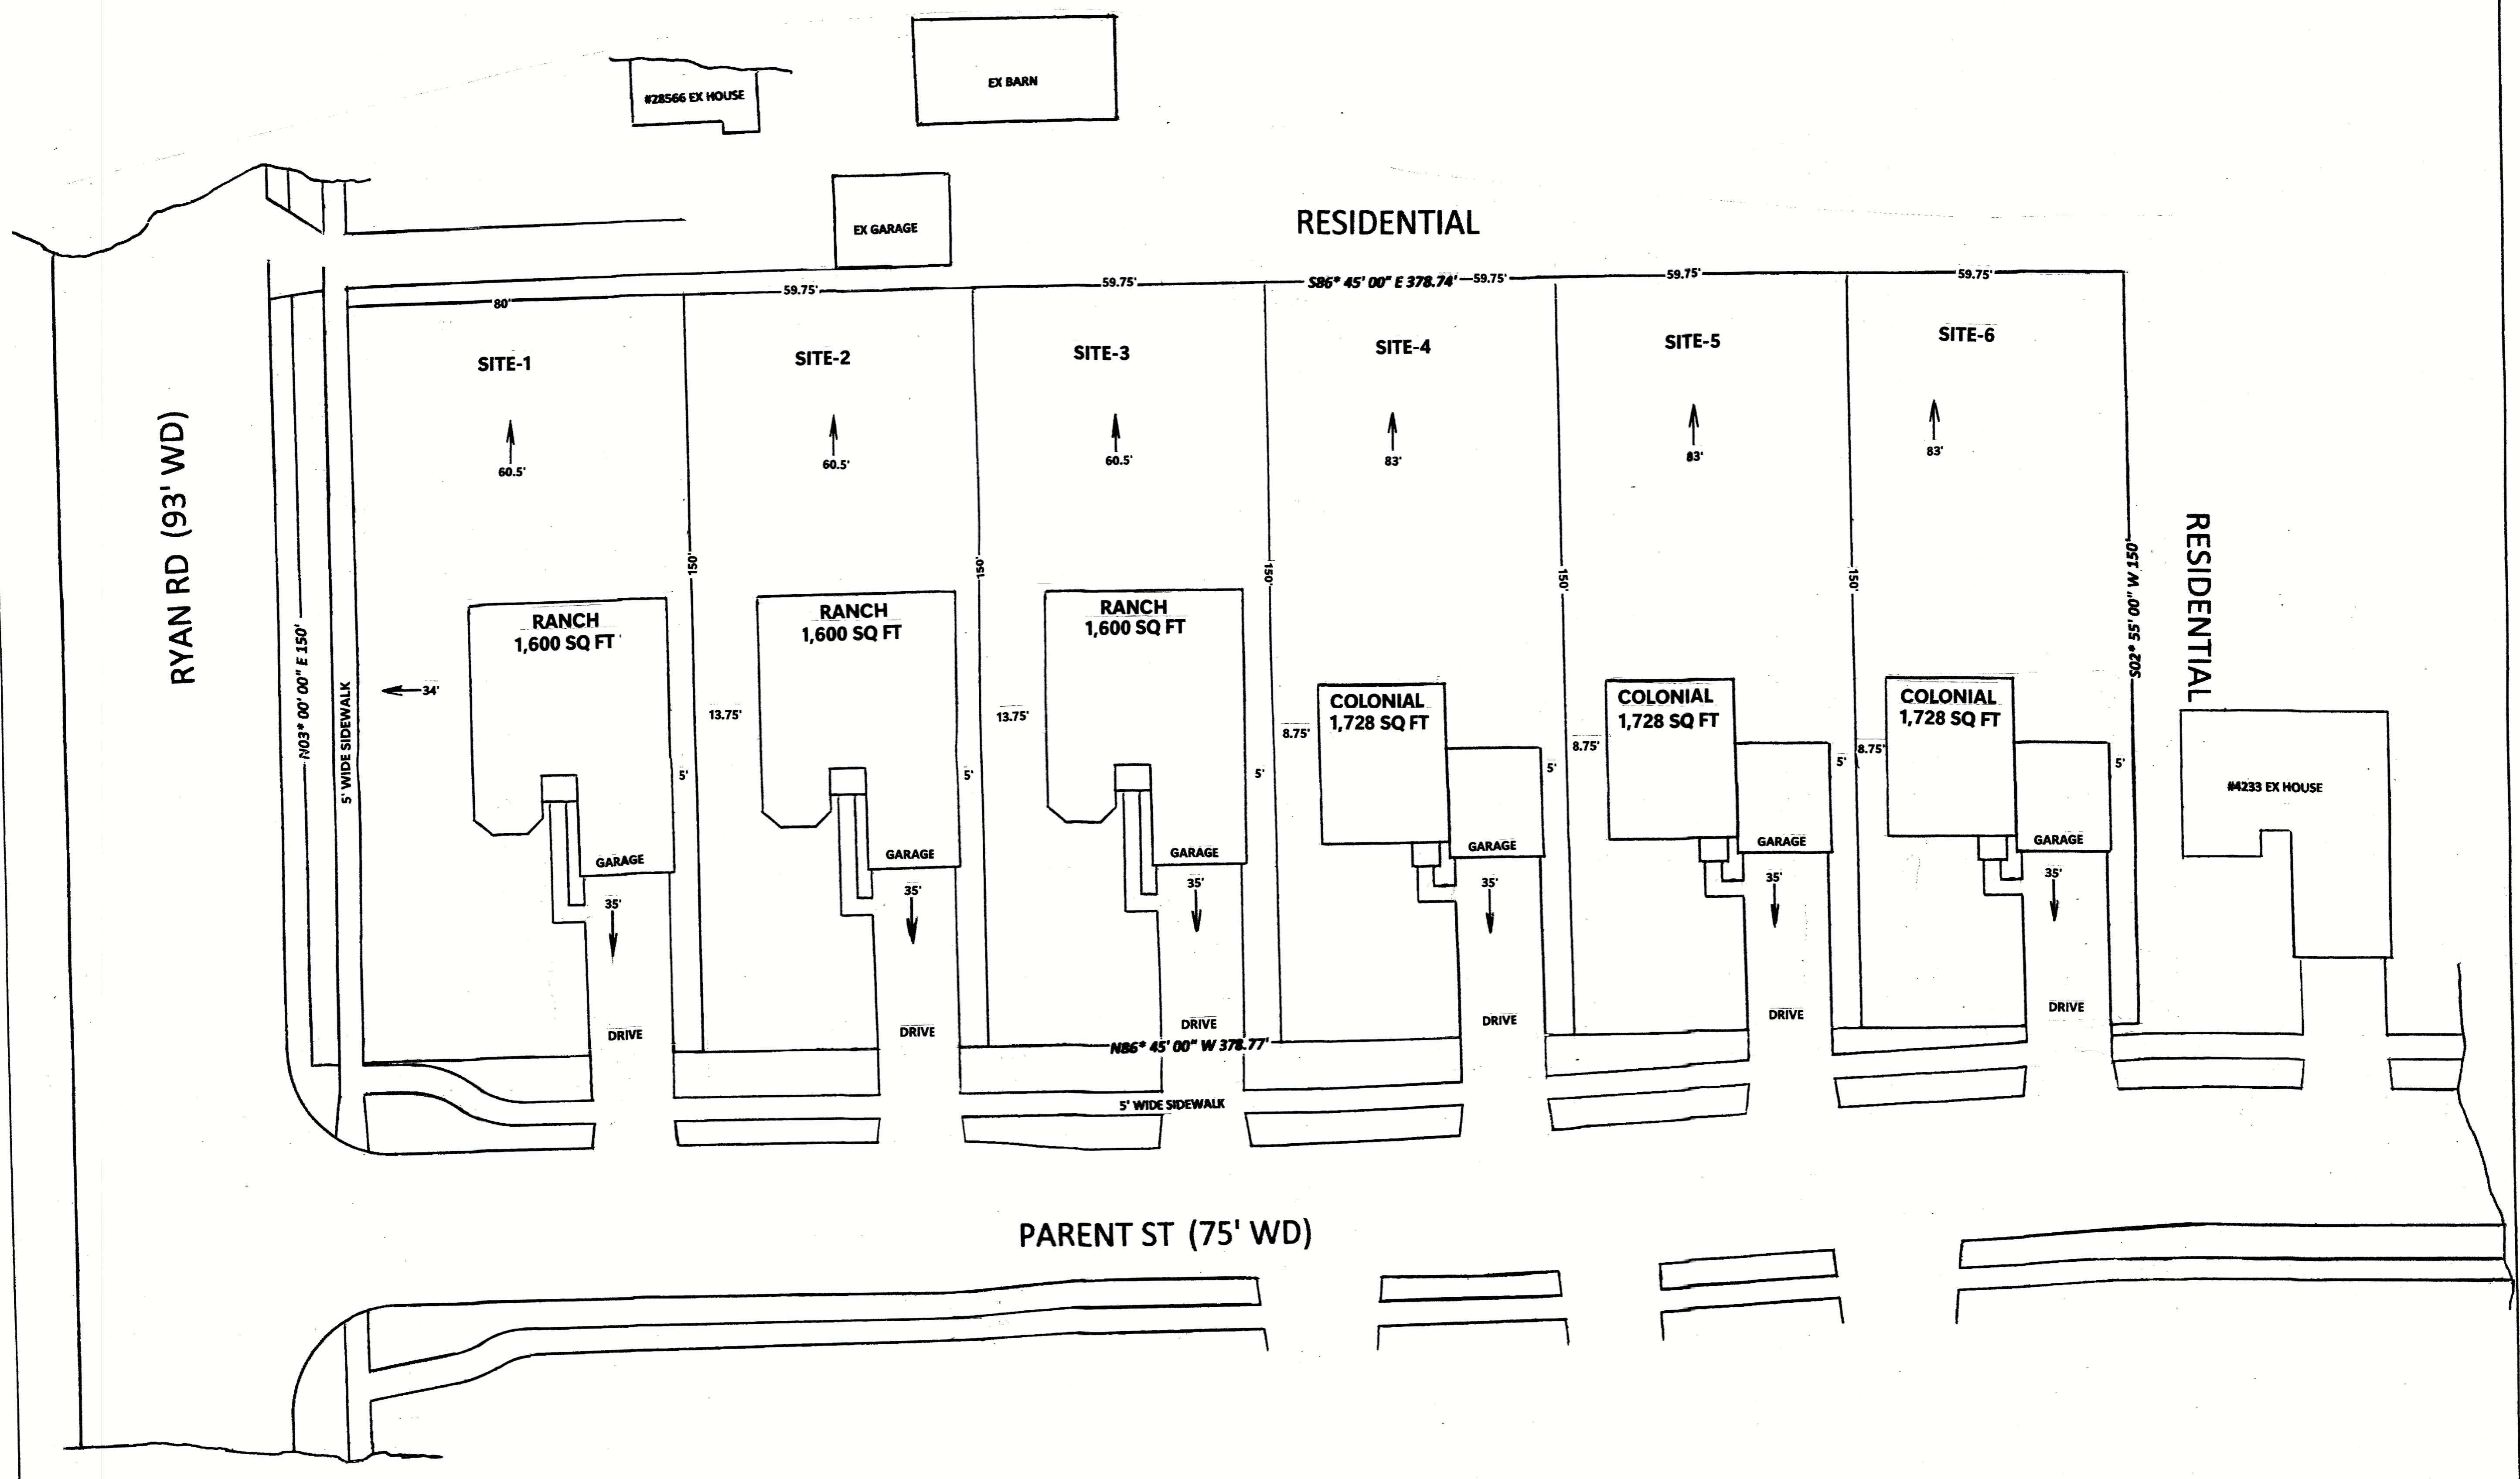 #28566 EX HOUSE
EX BARN
EX GARAGE
RESIDENTIAL
80'
59.75'
59.75'
S86* 45' 00" E 378.74'
59.75'
59.75'
59.75'
SITE-1
SITE-2
SITE-3
SITE-4
SITE-5
SITE-6
60.5'
60.5'
60.5'
83'
83'
83'
RYAN RD (93' WD)
N03* 00' 00" E 150'
5' WIDE SIDEWALK
150'
150'
150'
150'
150'
S02* 55' 00" W 150'
RESIDENTIAL
RANCH
1,600 SQ FT
RANCH
1,600 SQ FT
RANCH
1,600 SQ FT
COLONIAL
1,728 SQ FT
COLONIAL
1,728 SQ FT
COLONIAL
1,728 SQ FT
34'
13.75'
13.75'
8.75'
8.75'
8.75'
5'
5'
5'
5'
5'
5'
#4233 EX HOUSE
GARAGE
GARAGE
GARAGE
GARAGE
GARAGE
GARAGE
35'
35'
35'
35'
35'
35'
DRIVE
DRIVE
DRIVE
DRIVE
DRIVE
DRIVE
N86* 45' 00" W 378.77'
5' WIDE SIDEWALK
PARENT ST (75' WD)